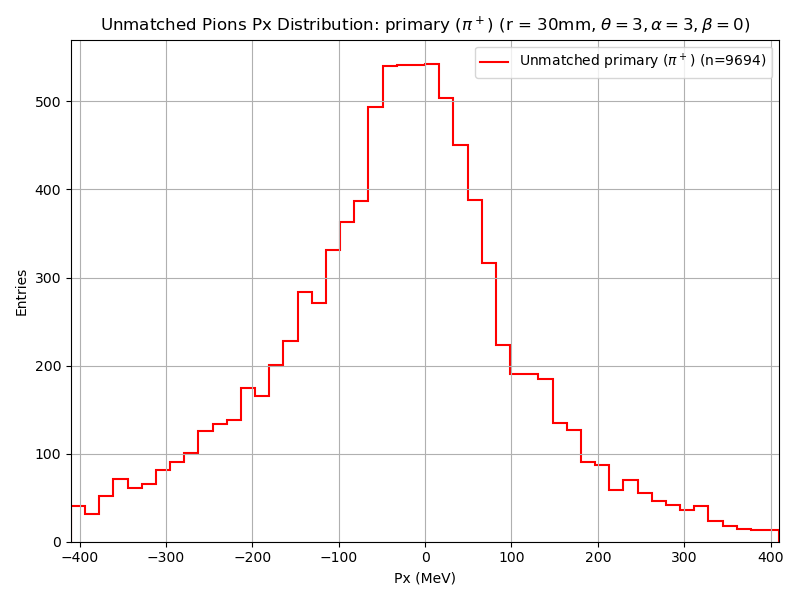 Unmatched Pions Px Distribution: primary (π⁺) (r = 30mm, θ = 3, α = 3, β = 0)
Unmatched primary (π⁺) (n=9694)
Entries
500
400
300
200
100
0
−400 −300 −200 −100 0 100 200 300 400
Px (MeV)